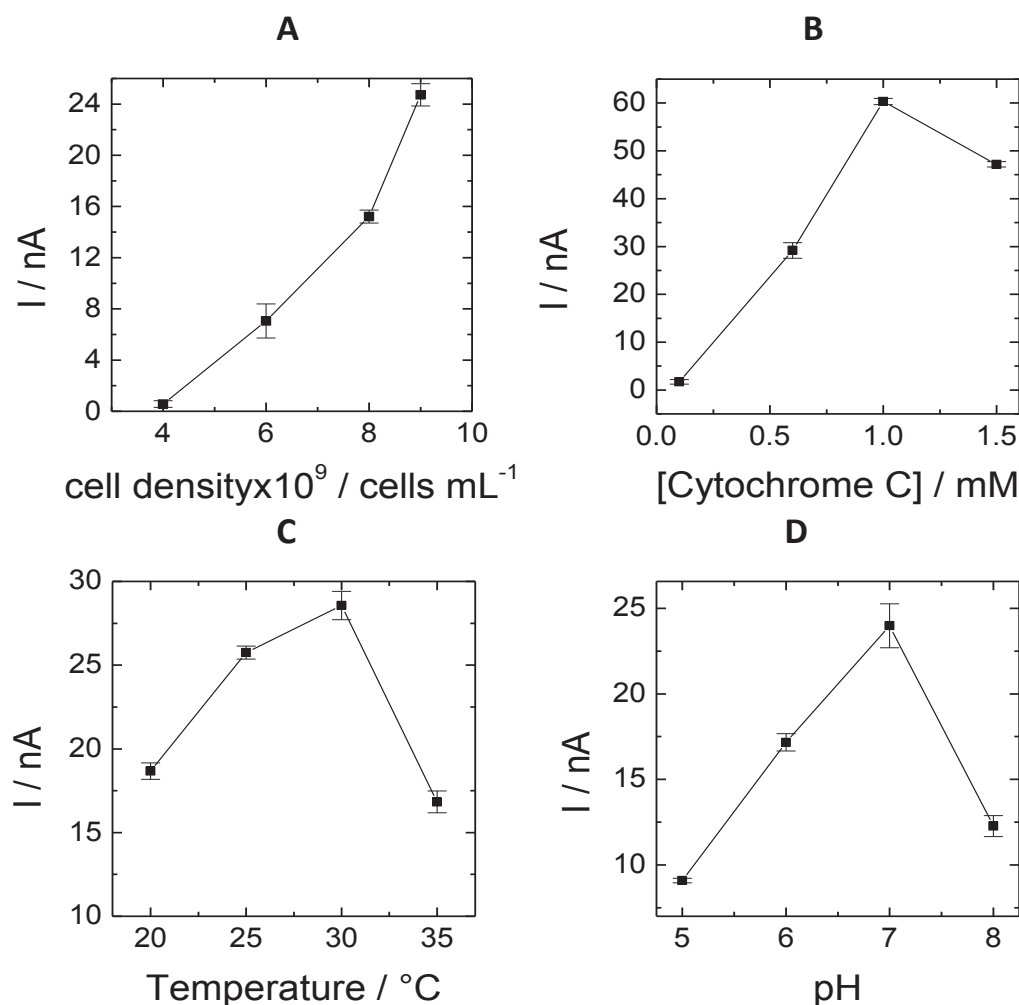 A
I / nA
24
20
16
12
8
4
0
4 6 8 10
cell densityx10⁹ / cells mL⁻¹
B
I / nA
60
50
40
30
20
10
0
0.0 0.5 1.0 1.5
[Cytochrome C] / mM
C
I / nA
30
25
20
15
10
20 25 30 35
Temperature / °C
D
I / nA
25
20
15
10
5 6 7 8
pH